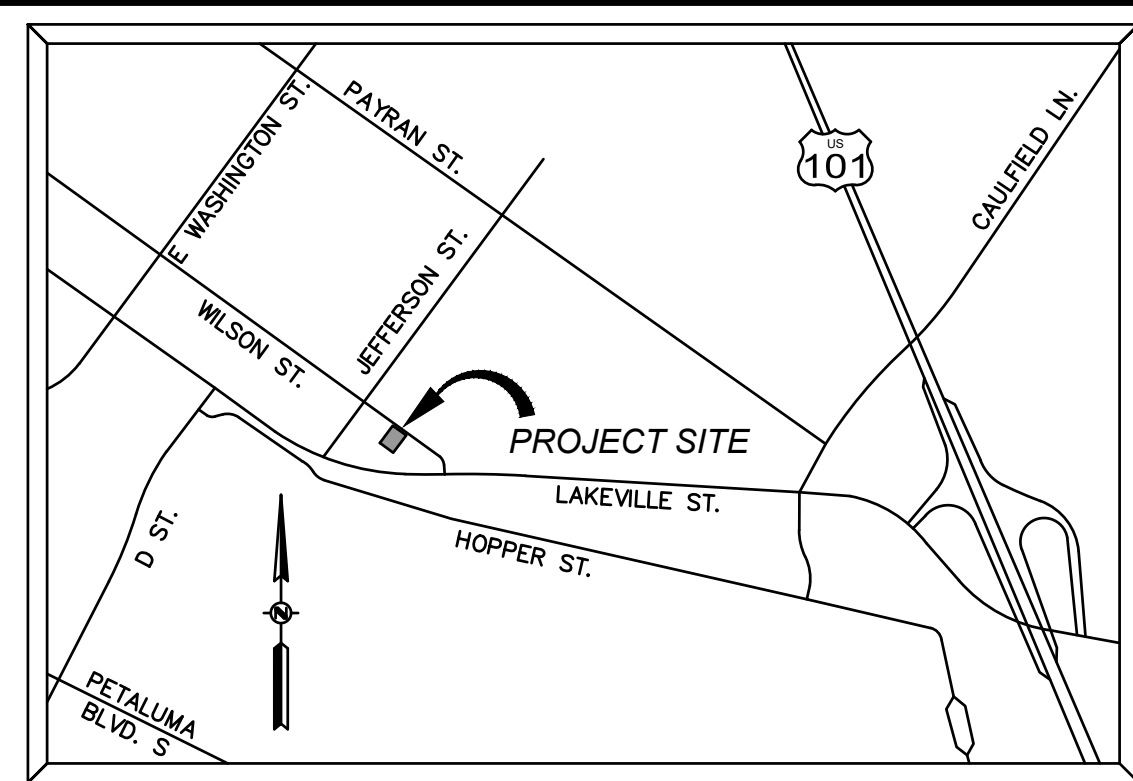 PAYRAN ST.
E WASHINGTON ST.
US
101
CAULFIELD LN.
JEFFERSON ST.
WILSON ST.
PROJECT SITE
LAKEVILLE ST.
HOPPER ST.
D ST.
N
PETALUMA
BLVD. S